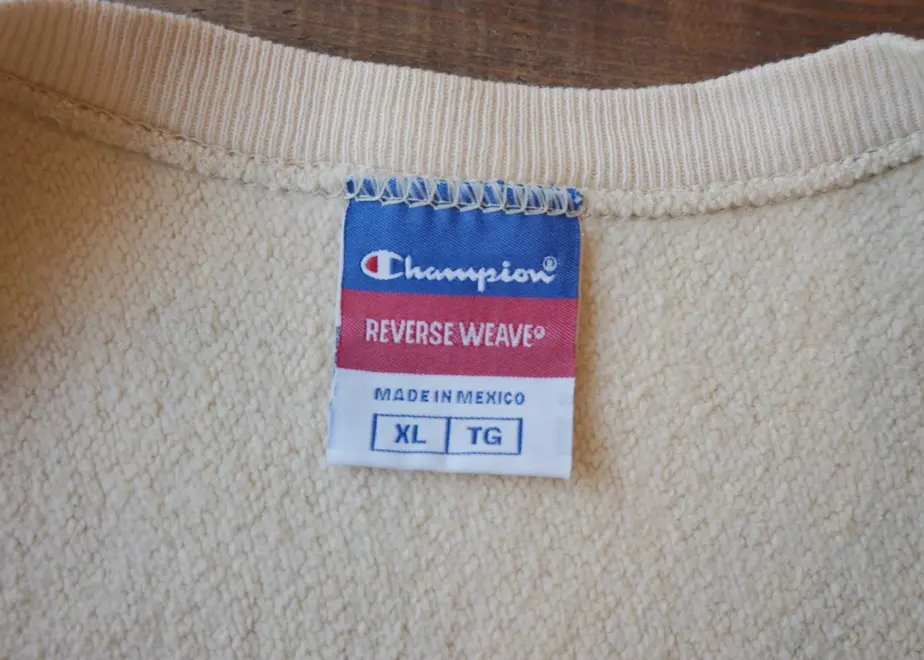 Champion®
REVERSE WEAVE®
MADE IN MEXICO
XL TG